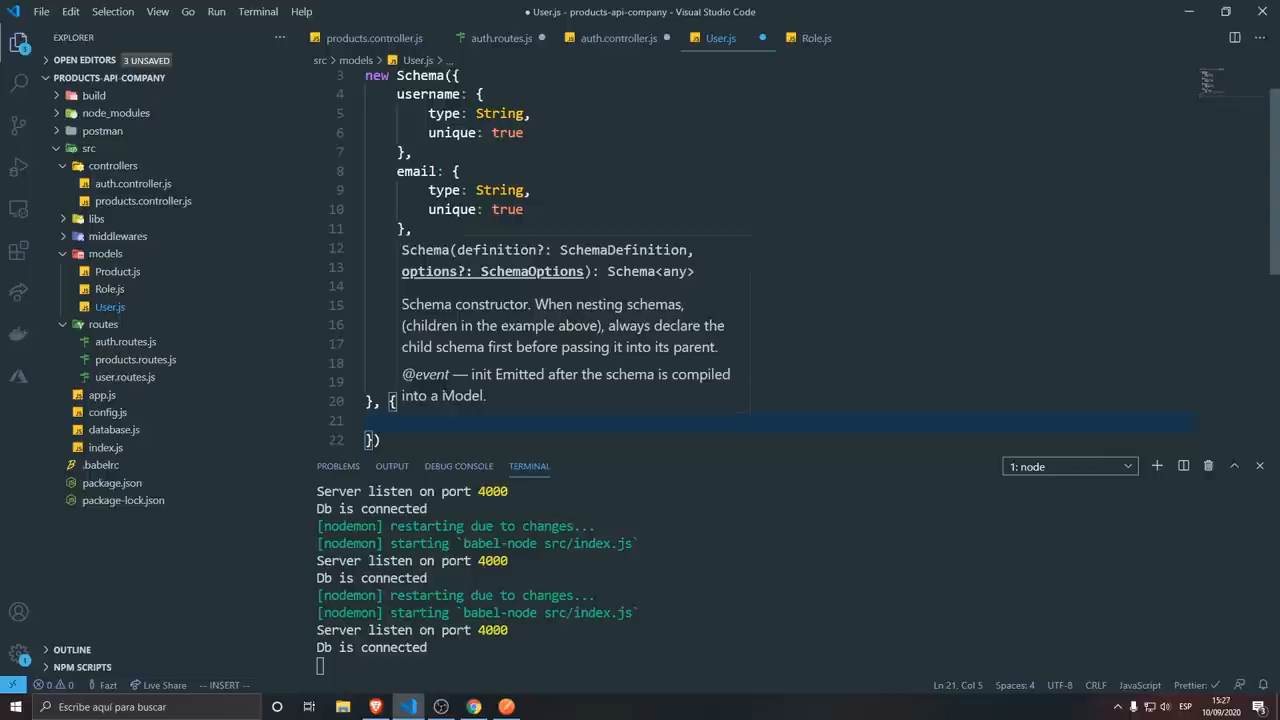 File Edit Selection View Go Run Terminal Help
● User.js - products-api-company - Visual Studio Code
EXPLORER
OPEN EDITORS 3 UNSAVED
PRODUCTS-API-COMPANY
build
node_modules
postman
src
controllers
auth.controller.js
products.controller.js
libs
middlewares
models
Product.js
Role.js
User.js
routes
auth.routes.js
products.routes.js
user.routes.js
app.js
config.js
database.js
index.js
.babelrc
package.json
package-lock.json
OUTLINE
NPM SCRIPTS
products.controller.js auth.routes.js auth.controller.js User.js Role.js
src > models > User.js > ...
3 new Schema({
4 username: {
5 type: String,
6 unique: true
7 },
8 email: {
9 type: String,
10 unique: true
11 },
12
13
14
15
16
17
18
19
20 }, {
21
22 })
Schema(definition?: SchemaDefinition,
options?: SchemaOptions): Schema<any>
Schema constructor. When nesting schemas,
(children in the example above), always declare the
child schema first before passing it into its parent.
@event — init Emitted after the schema is compiled
into a Model.
PROBLEMS OUTPUT DEBUG CONSOLE TERMINAL
1: node
Server listen on port 4000
Db is connected
[nodemon] restarting due to changes...
[nodemon] starting `babel-node src/index.js`
Server listen on port 4000
Db is connected
[nodemon] restarting due to changes...
[nodemon] starting `babel-node src/index.js`
Server listen on port 4000
Db is connected
0 0 Fazt Live Share -- INSERT --
Ln 21, Col 5 Spaces: 4 UTF-8 CRLF JavaScript Prettier: ✓
Escribe aquí para buscar
ESP
15:27
10/09/2020